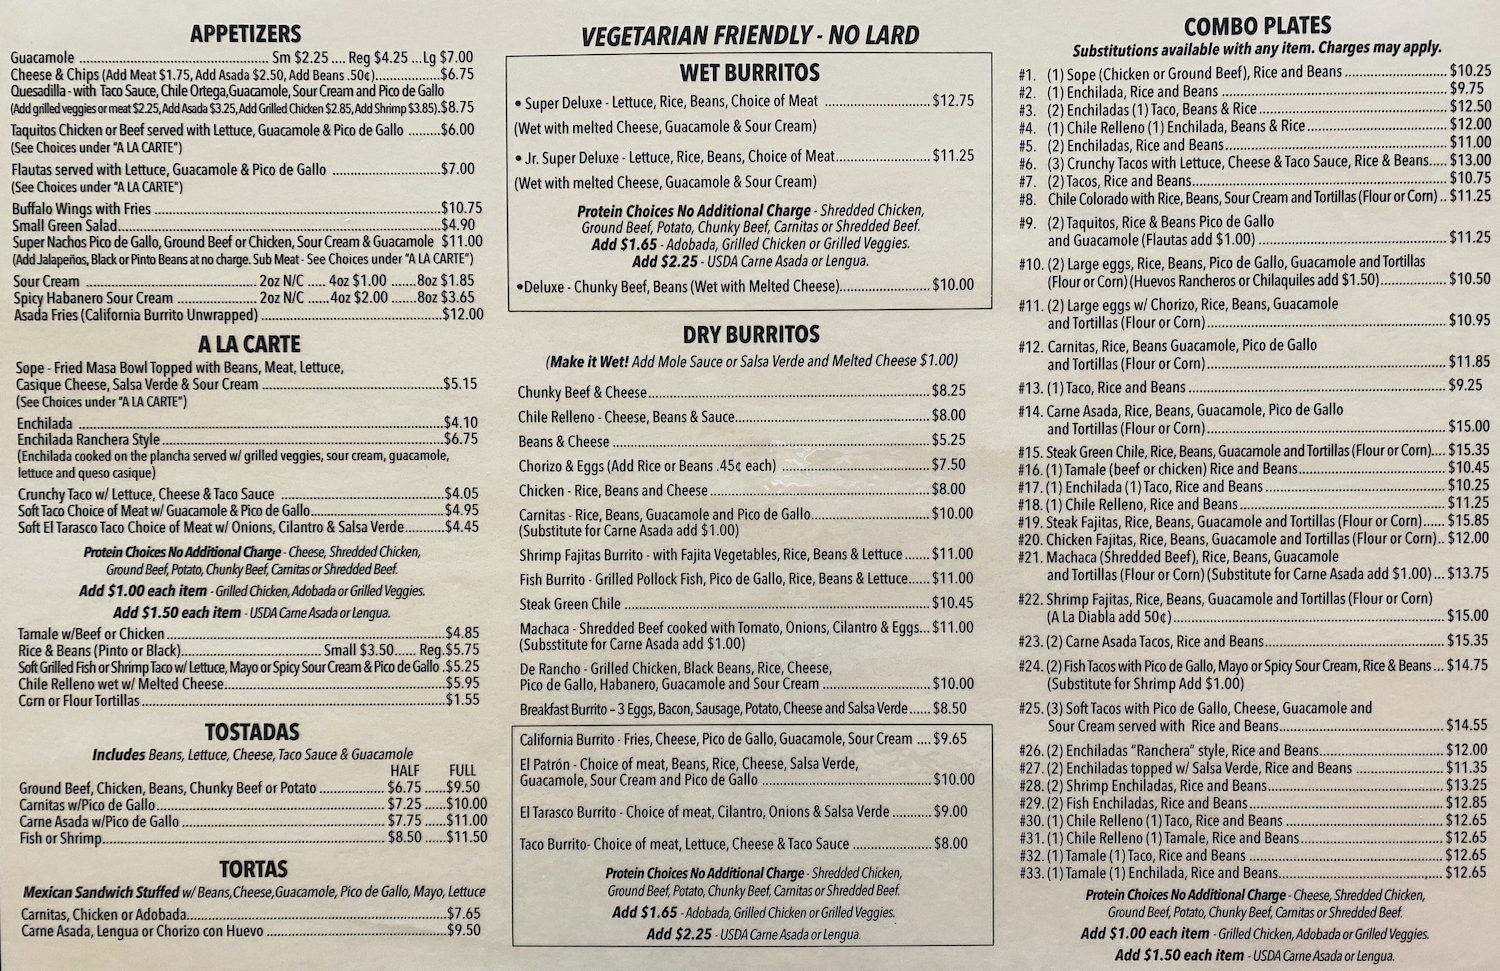 APPETIZERS
Guacamole ........ Sm $2.25 .... Reg $4.25 ...Lg $7.00
Cheese & Chips (Add Meat $1.75, Add Asada $2.50, Add Beans .50¢)........$6.75
Quesadilla - with Taco Sauce, Chile Ortega,Guacamole, Sour Cream and Pico de Gallo
(Add grilled veggies or meat $2.25, Add Asada $3.25, Add Grilled Chicken $2.85, Add Shrimp $3.85).$8.75
Taquitos Chicken or Beef served with Lettuce, Guacamole & Pico de Gallo ........$6.00
(See Choices under "A LA CARTE")
Flautas served with Lettuce, Guacamole & Pico de Gallo ........$7.00
(See Choices under "A LA CARTE")
Buffalo Wings with Fries ........$10.75
Small Green Salad........$4.90
Super Nachos Pico de Gallo, Ground Beef or Chicken, Sour Cream & Guacamole $11.00
(Add Jalapeños, Black or Pinto Beans at no charge. Sub Meat - See Choices under "A LA CARTE")
Sour Cream ........ 2oz N/C ..... 4oz $1.00 ......8oz $1.85
Spicy Habanero Sour Cream ........ 2oz N/C .....4oz $2.00 ......8oz $3.65
Asada Fries (California Burrito Unwrapped) ........$12.00
A LA CARTE
Sope - Fried Masa Bowl Topped with Beans, Meat, Lettuce,
Casique Cheese, Salsa Verde & Sour Cream ........$5.15
(See Choices under "A LA CARTE")
Enchilada ........$4.10
Enchilada Ranchera Style........$6.75
(Enchilada cooked on the plancha served w/ grilled veggies, sour cream, guacamole,
lettuce and queso casique)
Crunchy Taco w/ Lettuce, Cheese & Taco Sauce ........$4.05
Soft Taco Choice of Meat w/ Guacamole & Pico de Gallo........$4.95
Soft El Tarasco Taco Choice of Meat w/ Onions, Cilantro & Salsa Verde........$4.45
Protein Choices No Additional Charge - Cheese, Shredded Chicken,
Ground Beef, Potato, Chunky Beef, Carnitas or Shredded Beef.
Add $1.00 each item - Grilled Chicken, Adobada or Grilled Veggies.
Add $1.50 each item - USDA Carne Asada or Lengua.
Tamale w/Beef or Chicken........$4.85
Rice & Beans (Pinto or Black)........ Small $3.50..... Reg.$5.75
Soft Grilled Fish or Shrimp Taco w/ Lettuce, Mayo or Spicy Sour Cream & Pico de Gallo .$5.25
Chile Relleno wet w/ Melted Cheese........$5.95
Corn or Flour Tortillas........$1.55
TOSTADAS
Includes Beans, Lettuce, Cheese, Taco Sauce & Guacamole
HALF FULL
Ground Beef, Chicken, Beans, Chunky Beef or Potato ........ $6.75 .....$9.50
Carnitas w/Pico de Gallo........ $7.25 .....$10.00
Carne Asada w/Pico de Gallo ........ $7.75 .....$11.00
Fish or Shrimp........ $8.50 .....$11.50
TORTAS
Mexican Sandwich Stuffed w/ Beans,Cheese,Guacamole, Pico de Gallo, Mayo, Lettuce
Carnitas, Chicken or Adobada........$7.65
Carne Asada, Lengua or Chorizo con Huevo ........$9.50
VEGETARIAN FRIENDLY - NO LARD
WET BURRITOS
• Super Deluxe - Lettuce, Rice, Beans, Choice of Meat ........$12.75
(Wet with melted Cheese, Guacamole & Sour Cream)
• Jr. Super Deluxe - Lettuce, Rice, Beans, Choice of Meat........$11.25
(Wet with melted Cheese, Guacamole & Sour Cream)
Protein Choices No Additional Charge - Shredded Chicken,
Ground Beef, Potato, Chunky Beef, Carnitas or Shredded Beef.
Add $1.65 - Adobada, Grilled Chicken or Grilled Veggies.
Add $2.25 - USDA Carne Asada or Lengua.
•Deluxe - Chunky Beef, Beans (Wet with Melted Cheese)........ $10.00
DRY BURRITOS
(Make it Wet! Add Mole Sauce or Salsa Verde and Melted Cheese $1.00)
Chunky Beef & Cheese........ $8.25
Chile Relleno - Cheese, Beans & Sauce........ $8.00
Beans & Cheese ........ $5.25
Chorizo & Eggs (Add Rice or Beans .45¢ each) ........ $7.50
Chicken - Rice, Beans and Cheese........ $8.00
Carnitas - Rice, Beans, Guacamole and Pico de Gallo........ $10.00
(Substitute for Carne Asada add $1.00)
Shrimp Fajitas Burrito - with Fajita Vegetables, Rice, Beans & Lettuce ...... $11.00
Fish Burrito - Grilled Pollock Fish, Pico de Gallo, Rice, Beans & Lettuce..... $11.00
Steak Green Chile ........ $10.45
Machaca - Shredded Beef cooked with Tomato, Onions, Cilantro & Eggs... $11.00
(Subsstitute for Carne Asada add $1.00)
De Rancho - Grilled Chicken, Black Beans, Rice, Cheese,
Pico de Gallo, Habanero, Guacamole and Sour Cream ........ $10.00
Breakfast Burrito – 3 Eggs, Bacon, Sausage, Potato, Cheese and Salsa Verde...... $8.50
California Burrito - Fries, Cheese, Pico de Gallo, Guacamole, Sour Cream .... $9.65
El Patrón - Choice of meat, Beans, Rice, Cheese, Salsa Verde,
Guacamole, Sour Cream and Pico de Gallo ........ $10.00
El Tarasco Burrito - Choice of meat, Cilantro, Onions & Salsa Verde ........ $9.00
Taco Burrito- Choice of meat, Lettuce, Cheese & Taco Sauce ........ $8.00
Protein Choices No Additional Charge - Shredded Chicken,
Ground Beef, Potato, Chunky Beef, Carnitas or Shredded Beef.
Add $1.65 - Adobada, Grilled Chicken or Grilled Veggies.
Add $2.25 - USDA Carne Asada or Lengua.
COMBO PLATES
Substitutions available with any item. Charges may apply.
#1. (1) Sope (Chicken or Ground Beef), Rice and Beans ........ $10.25
#2. (1) Enchilada, Rice and Beans ........ $9.75
#3. (2) Enchiladas (1) Taco, Beans & Rice ........ $12.50
#4. (1) Chile Relleno (1) Enchilada, Beans & Rice........ $12.00
#5. (2) Enchiladas, Rice and Beans........ $11.00
#6. (3) Crunchy Tacos with Lettuce, Cheese & Taco Sauce, Rice & Beans..... $13.00
#7. (2) Tacos, Rice and Beans........ $10.75
#8. Chile Colorado with Rice, Beans, Sour Cream and Tortillas (Flour or Corn) .. $11.25
#9. (2) Taquitos, Rice & Beans Pico de Gallo
and Guacamole (Flautas add $1.00) ........ $11.25
#10. (2) Large eggs, Rice, Beans, Pico de Gallo, Guacamole and Tortillas
(Flour or Corn) (Huevos Rancheros or Chilaquiles add $1.50)........ $10.50
#11. (2) Large eggs w/ Chorizo, Rice, Beans, Guacamole
and Tortillas (Flour or Corn)........ $10.95
#12. Carnitas, Rice, Beans Guacamole, Pico de Gallo
and Tortillas (Flour or Corn)........ $11.85
#13. (1) Taco, Rice and Beans ........ $9.25
#14. Carne Asada, Rice, Beans, Guacamole, Pico de Gallo
and Tortillas (Flour or Corn)........ $15.00
#15. Steak Green Chile, Rice, Beans, Guacamole and Tortillas (Flour or Corn).... $15.35
#16. (1) Tamale (beef or chicken) Rice and Beans........ $10.45
#17. (1) Enchilada (1) Taco, Rice and Beans ........ $10.25
#18. (1) Chile Relleno, Rice and Beans ........ $11.25
#19. Steak Fajitas, Rice, Beans, Guacamole and Tortillas (Flour or Corn)...... $15.85
#20. Chicken Fajitas, Rice, Beans, Guacamole and Tortillas (Flour or Corn).. $12.00
#21. Machaca (Shredded Beef), Rice, Beans, Guacamole
and Tortillas (Flour or Corn) (Substitute for Carne Asada add $1.00)... $13.75
#22. Shrimp Fajitas, Rice, Beans, Guacamole and Tortillas (Flour or Corn)
(A La Diabla add 50¢)........ $15.00
#23. (2) Carne Asada Tacos, Rice and Beans........ $15.35
#24. (2) Fish Tacos with Pico de Gallo, Mayo or Spicy Sour Cream, Rice & Beans ... $14.75
(Substitute for Shrimp Add $1.00)
#25. (3) Soft Tacos with Pico de Gallo, Cheese, Guacamole and
Sour Cream served with Rice and Beans........ $14.55
#26. (2) Enchiladas "Ranchera" style, Rice and Beans........ $12.00
#27. (2) Enchiladas topped w/ Salsa Verde, Rice and Beans ........ $11.35
#28. (2) Shrimp Enchiladas, Rice and Beans........ $13.25
#29. (2) Fish Enchiladas, Rice and Beans........ $12.85
#30. (1) Chile Relleno (1) Taco, Rice and Beans ........ $12.65
#31. (1) Chile Relleno (1) Tamale, Rice and Beans........ $12.65
#32. (1) Tamale (1) Taco, Rice and Beans ........ $12.65
#33. (1) Tamale (1) Enchilada, Rice and Beans........ $12.65
Protein Choices No Additional Charge - Cheese, Shredded Chicken,
Ground Beef, Potato, Chunky Beef, Carnitas or Shredded Beef.
Add $1.00 each item - Grilled Chicken, Adobada or Grilled Veggies.
Add $1.50 each item - USDA Carne Asada or Lengua.